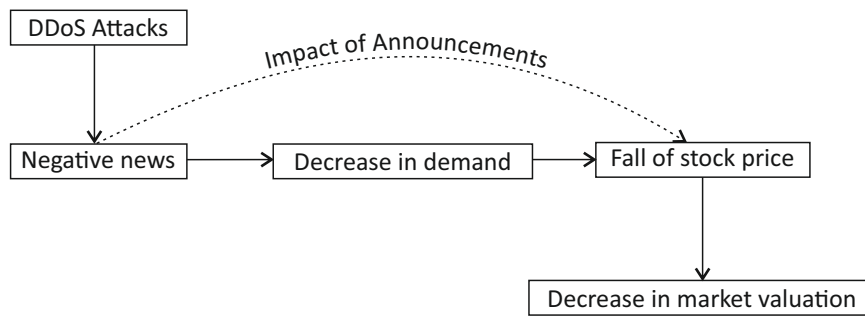 DDoS Attacks
Impact of Announcements
Negative news
Decrease in demand
Fall of stock price
Decrease in market valuation